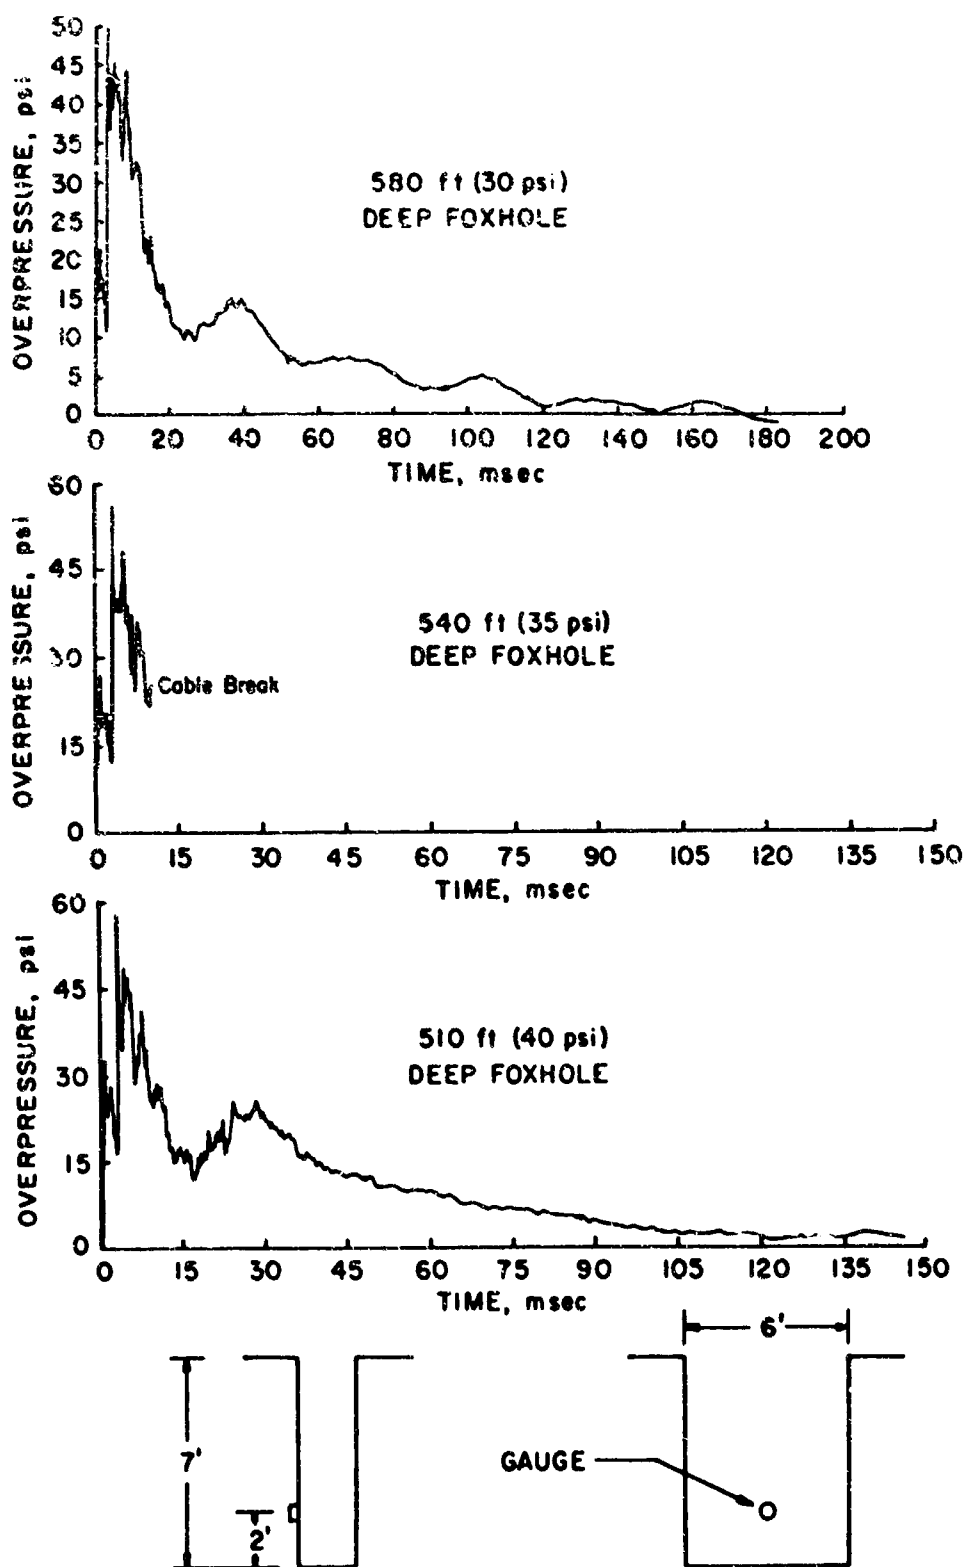 OVERPRESSURE, psi
50
45
40
35
30
25
20
15
10
5
0
580 ft (30 psi)
DEEP FOXHOLE
0 20 40 60 80 100 120 140 160 180 200
TIME, msec
OVERPRESSURE, psi
60
45
30
15
0
540 ft (35 psi)
DEEP FOXHOLE
Cable Break
0 15 30 45 60 75 90 105 120 135 150
TIME, msec
OVERPRESSURE, psi
60
45
30
15
0
510 ft (40 psi)
DEEP FOXHOLE
0 15 30 45 60 75 90 105 120 135 150
TIME, msec
6'
7'
GAUGE
2'